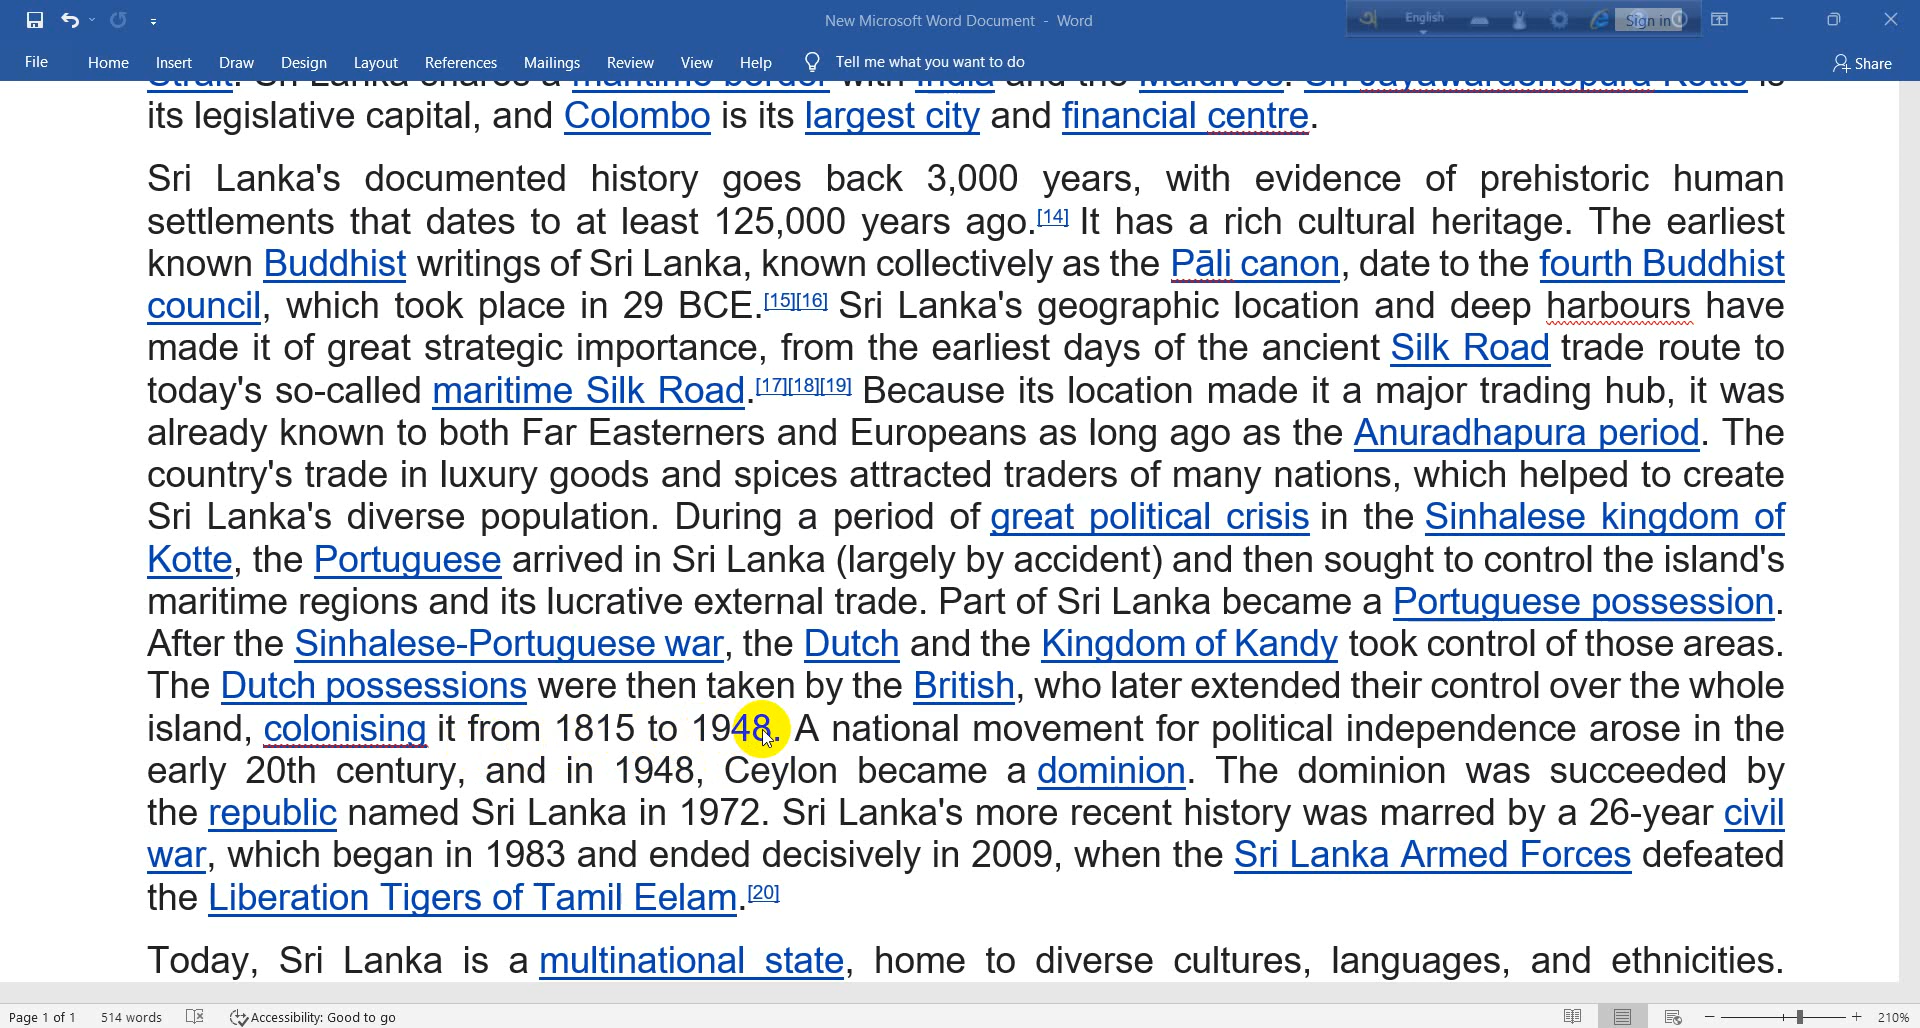 New Microsoft Word Document - Word
English
Sign in
File Home Insert Draw Design Layout References Mailings Review View Help Tell me what you want to do Share
Strait. Sri Lanka shares a maritime border with India and the Maldives. Sri Jayawardenepura Kotte is
its legislative capital, and Colombo is its largest city and financial centre.
Sri Lanka's documented history goes back 3,000 years, with evidence of prehistoric human
settlements that dates to at least 125,000 years ago.[14] It has a rich cultural heritage. The earliest
known Buddhist writings of Sri Lanka, known collectively as the Pāli canon, date to the fourth Buddhist
council, which took place in 29 BCE.[15][16] Sri Lanka's geographic location and deep harbours have
made it of great strategic importance, from the earliest days of the ancient Silk Road trade route to
today's so-called maritime Silk Road.[17][18][19] Because its location made it a major trading hub, it was
already known to both Far Easterners and Europeans as long ago as the Anuradhapura period. The
country's trade in luxury goods and spices attracted traders of many nations, which helped to create
Sri Lanka's diverse population. During a period of great political crisis in the Sinhalese kingdom of
Kotte, the Portuguese arrived in Sri Lanka (largely by accident) and then sought to control the island's
maritime regions and its lucrative external trade. Part of Sri Lanka became a Portuguese possession.
After the Sinhalese-Portuguese war, the Dutch and the Kingdom of Kandy took control of those areas.
The Dutch possessions were then taken by the British, who later extended their control over the whole
island, colonising it from 1815 to 1948. A national movement for political independence arose in the
early 20th century, and in 1948, Ceylon became a dominion. The dominion was succeeded by
the republic named Sri Lanka in 1972. Sri Lanka's more recent history was marred by a 26-year civil
war, which began in 1983 and ended decisively in 2009, when the Sri Lanka Armed Forces defeated
the Liberation Tigers of Tamil Eelam.[20]
Today, Sri Lanka is a multinational state, home to diverse cultures, languages, and ethnicities.
Page 1 of 1 514 words Accessibility: Good to go 210%